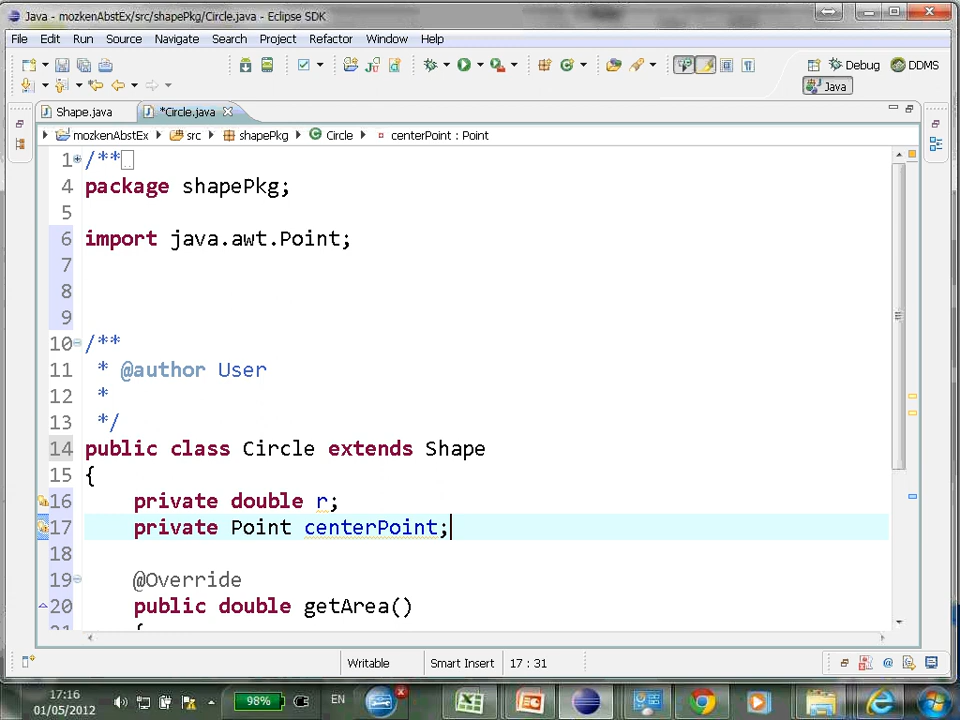 Java - mozkenAbstEx/src/shapePkg/Circle.java - Eclipse SDK
File Edit Run Source Navigate Search Project Refactor Window Help
Debug DDMS
Java
Shape.java *Circle.java
mozkenAbstEx src shapePkg Circle centerPoint : Point
1 /**
4 package shapePkg;
5
6 import java.awt.Point;
7
8
9
10 /**
11 * @author User
12 *
13 */
14 public class Circle extends Shape
15 {
16 private double r;
17 private Point centerPoint;
18
19 @Override
20 public double getArea()
21 {
Writable Smart Insert 17 : 31
17:16
01/05/2012
98% EN